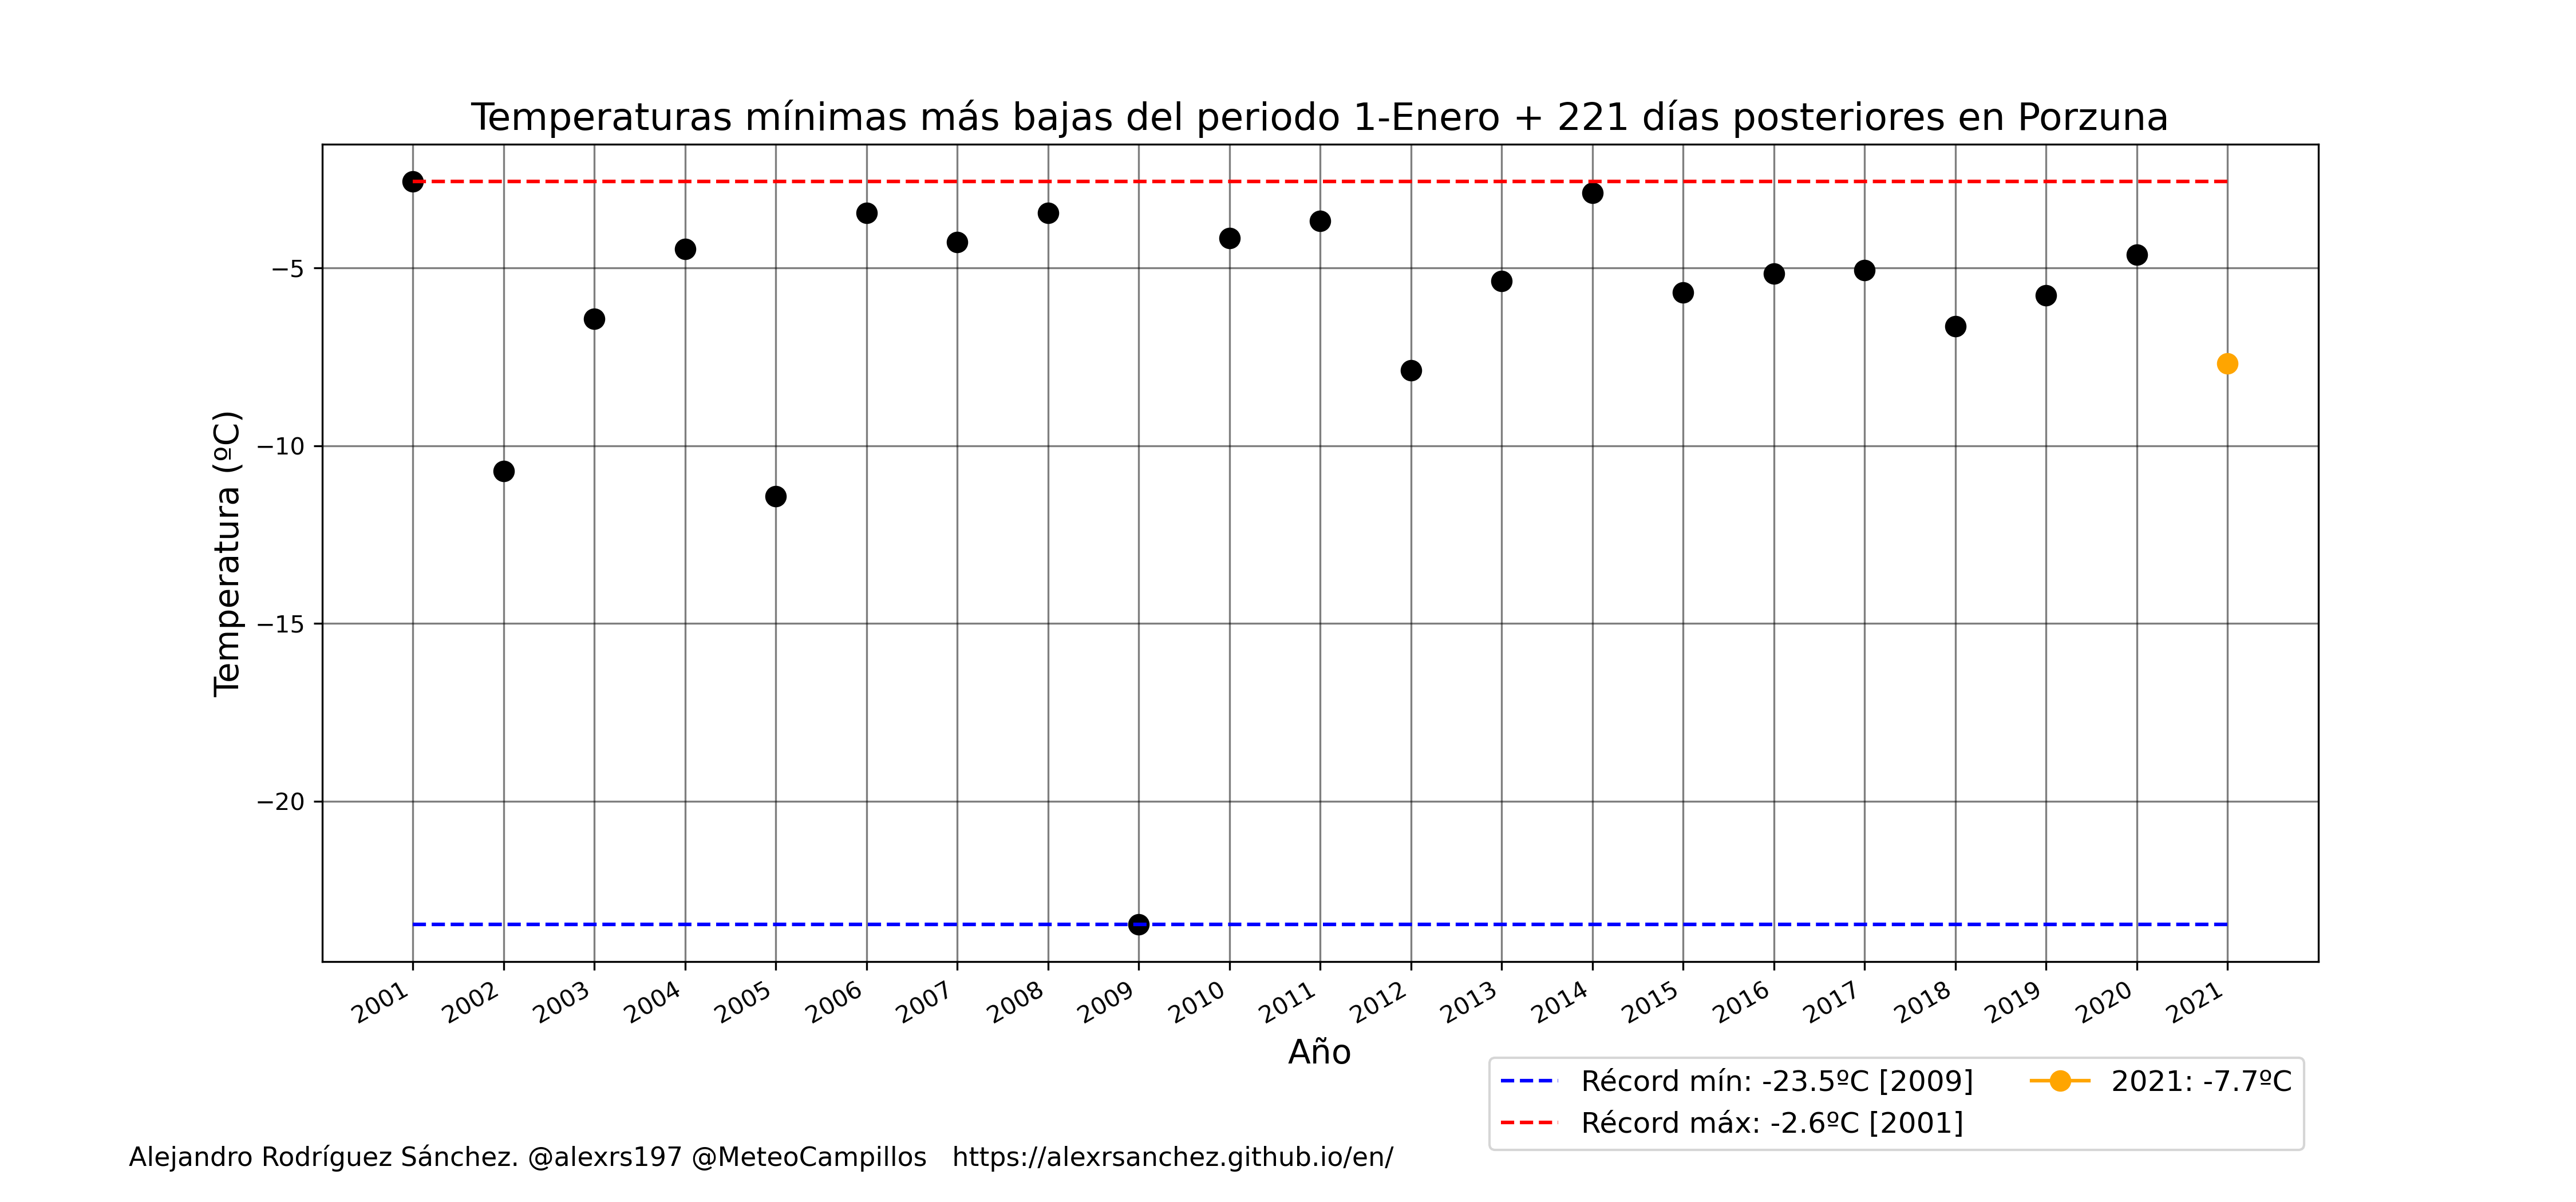 Temperaturas mínimas más bajas del periodo 1-Enero + 221 días posteriores en Porzuna
Temperatura (ºC)
−5
−10
−15
−20
2001 2002 2003 2004 2005 2006 2007 2008 2009 2010 2011 2012 2013 2014 2015 2016 2017 2018 2019 2020 2021
Año
Récord mín: -23.5ºC [2009]
Récord máx: -2.6ºC [2001]
2021: -7.7ºC
Alejandro Rodríguez Sánchez. @alexrs197 @MeteoCampillos https://alexrsanchez.github.io/en/